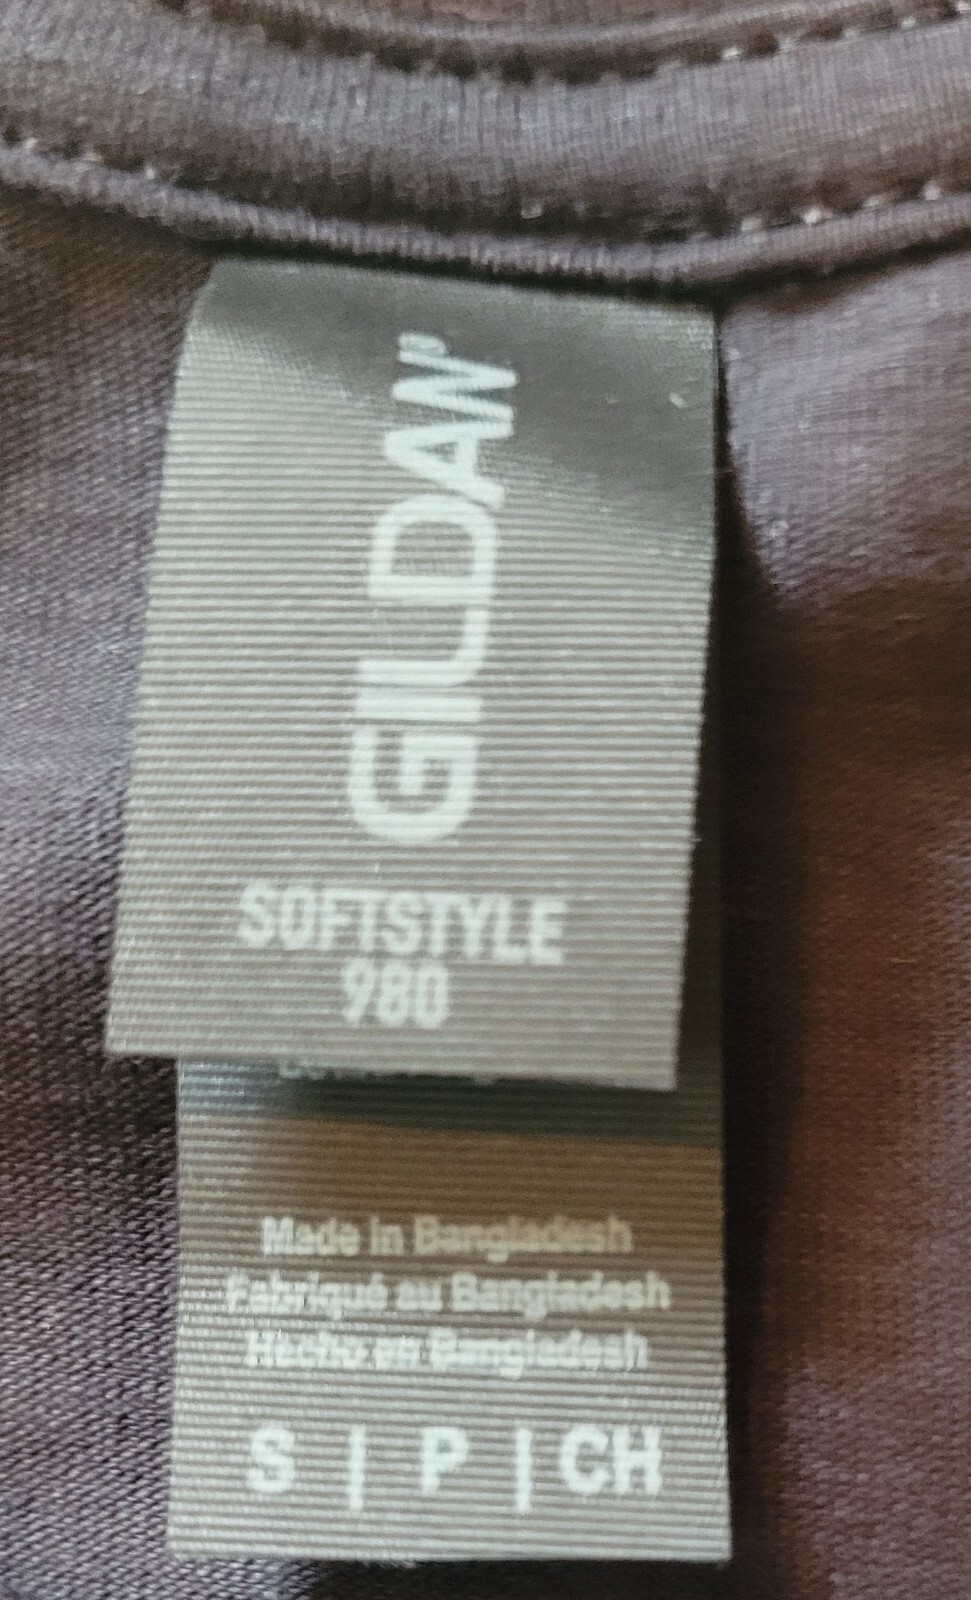 GILDAN
SOFTSTYLE
980
Made in Bangladesh
Fabriqué au Bangladesh
Hecho en Bangladesh
S | P | CH